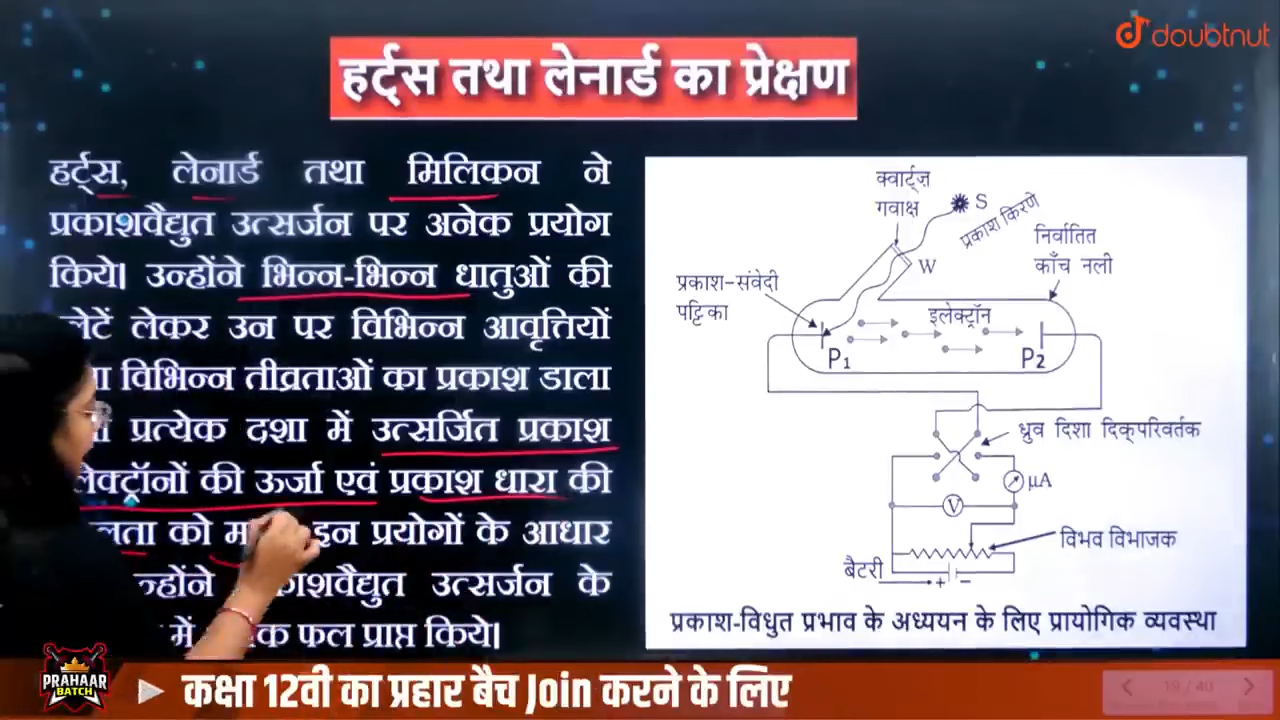 doubtnut
हर्ट्स तथा लेनार्ड का प्रेक्षण
हर्ट्स, लेनार्ड तथा मिलिकन ने
प्रकाशवैद्युत उत्सर्जन पर अनेक प्रयोग
किये। उन्होंने भिन्न-भिन्न धातुओं की
लेटें लेकर उन पर विभिन्न आवृत्तियों
विभिन्न तीव्रताओं का प्रकाश डाला
प्रत्येक दशा में उत्सर्जित प्रकाश
लेक्ट्रॉनों की ऊर्जा एवं प्रकाश धारा की
को इन प्रयोगों के आधार
न्होंने काशवैद्युत उत्सर्जन के
में फल प्राप्त किये।
क्वार्ट्ज़
गवाक्ष
S
प्रकाश किरणे
W
निर्वातित
काँच नली
प्रकाश-संवेदी
पट्टिका
इलेक्ट्रॉन
P1
P2
ध्रुव दिशा दिक्परिवर्तक
μA
V
विभव विभाजक
बैटरी
+ −
प्रकाश-विधुत प्रभाव के अध्ययन के लिए प्रायोगिक व्यवस्था
PRAHAAR
BATCH
कक्षा 12वी का प्रहार बैच Join करने के लिए
19 / 40